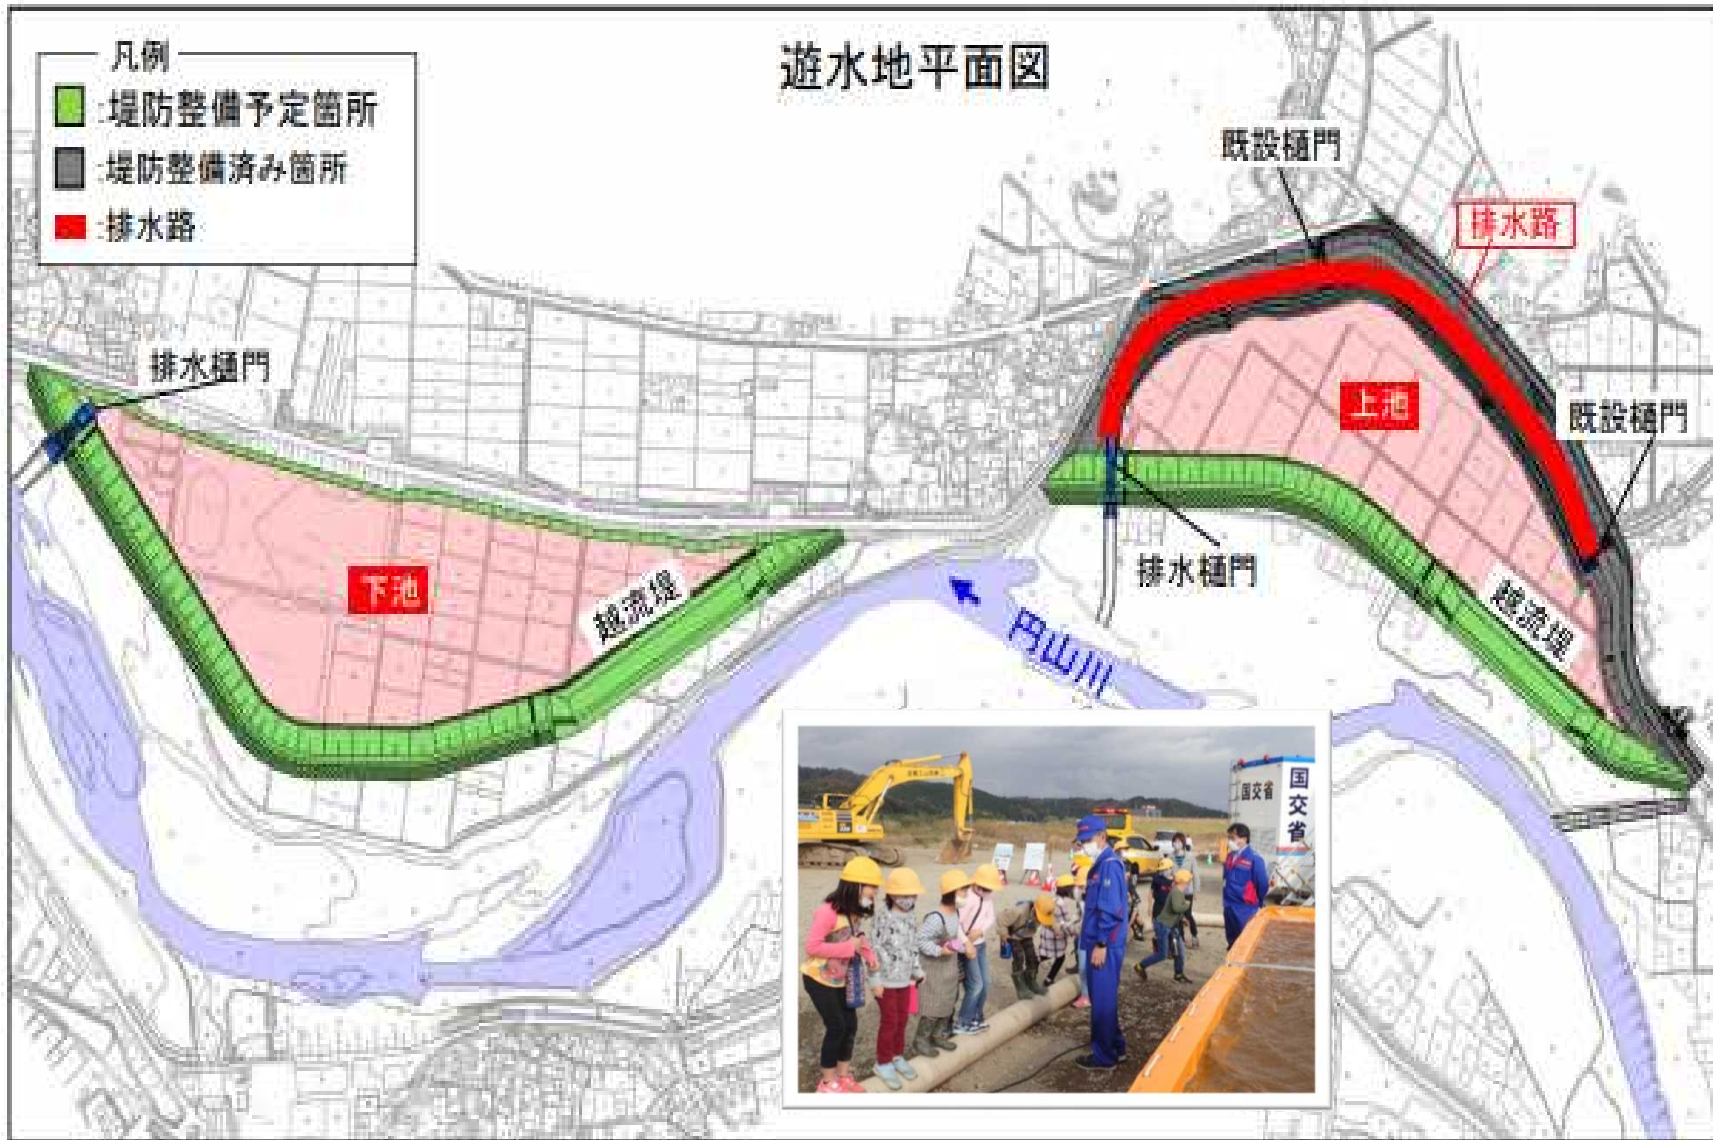 遊水地平面図
凡例
:堤防整備予定箇所
:堤防整備済み箇所
:排水路
既設樋門
排水路
排水樋門
上池
既設樋門
下池
越流堤
排水樋門
越流堤
円山川
国交省
国交省